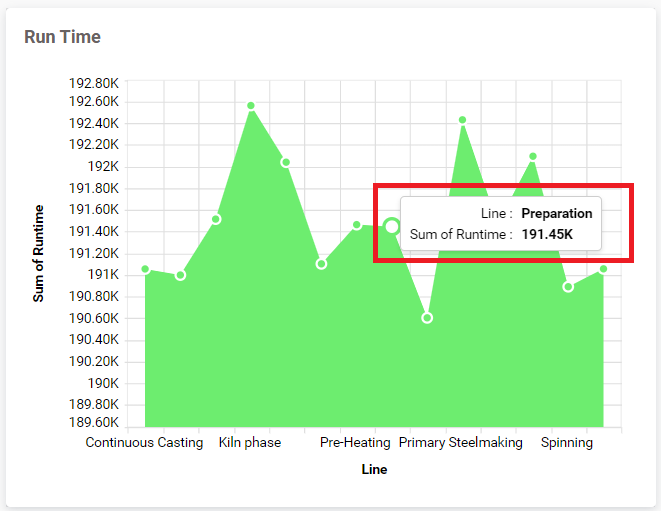 Run Time
192.80K
192.60K
192.40K
192.20K
192K
191.80K
191.60K
191.40K
191.20K
191K
190.80K
190.60K
190.40K
190.20K
190K
189.80K
189.60K
Sum of Runtime
Line : Preparation
Sum of Runtime : 191.45K
Continuous Casting Kiln phase Pre-Heating Primary Steelmaking Spinning
Line